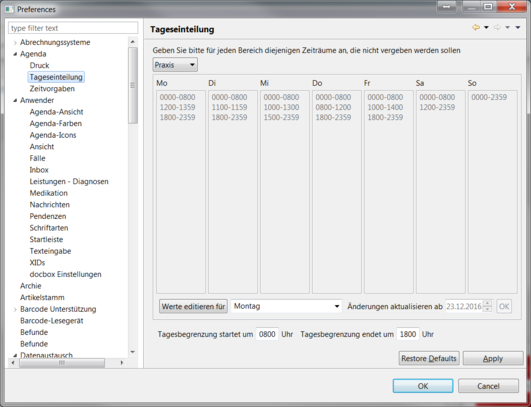 Preferences
type filter text
Abrechnungssysteme
Agenda
Druck
Tageseinteilung
Zeitvorgaben
Anwender
Agenda-Ansicht
Agenda-Farben
Agenda-Icons
Ansicht
Fälle
Inbox
Leistungen - Diagnosen
Medikation
Nachrichten
Pendenzen
Schriftarten
Startleiste
Texteingabe
XIDs
docbox Einstellungen
Archie
Artikelstamm
Barcode Unterstützung
Barcode-Lesegerät
Befunde
Befunde
Datenaustausch
Tageseinteilung
Geben Sie bitte für jeden Bereich diejenigen Zeiträume an, die nicht vergeben werden sollen
Praxis
Mo Di Mi Do Fr Sa So
0000-0800 0000-0800 0000-0800 0000-0800 0000-0800 0000-0800 0000-2359
1200-1359 1100-1159 1000-1300 0800-1200 1000-1400 1200-2359
1800-2359 1800-2359 1500-2359 1800-2359 1800-2359
Werte editieren für Montag Änderungen aktualisieren ab 23.12.2016 OK
Tagesbegrenzung startet um 0800 Uhr Tagesbegrenzung endet um 1800 Uhr
Restore Defaults Apply
OK Cancel